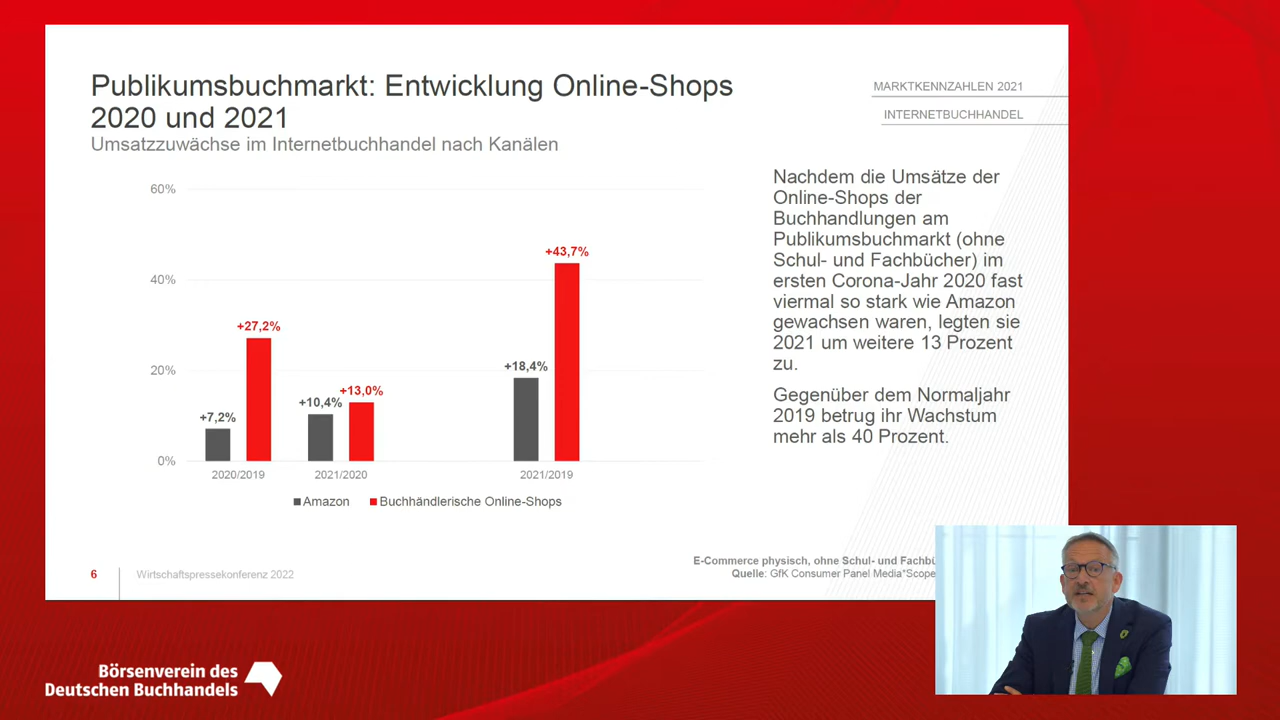 Publikumsbuchmarkt: Entwicklung Online-Shops
2020 und 2021
Umsatzzuwächse im Internetbuchhandel nach Kanälen
MARKTKENNZAHLEN 2021
INTERNETBUCHHANDEL
60%
40%
20%
0%
+7,2%
+27,2%
+10,4%
+13,0%
+18,4%
+43,7%
2020/2019
2021/2020
2021/2019
Amazon
Buchhändlerische Online-Shops
Nachdem die Umsätze der
Online-Shops der
Buchhandlungen am
Publikumsbuchmarkt (ohne
Schul- und Fachbücher) im
ersten Corona-Jahr 2020 fast
viermal so stark wie Amazon
gewachsen waren, legten sie
2021 um weitere 13 Prozent
zu.
Gegenüber dem Normaljahr
2019 betrug ihr Wachstum
mehr als 40 Prozent.
E-Commerce physisch, ohne Schul- und
Quelle: GfK Consumer Panel Media*Scope
6
Wirtschaftspressekonferenz 2022
Börsenverein des
Deutschen Buchhandels